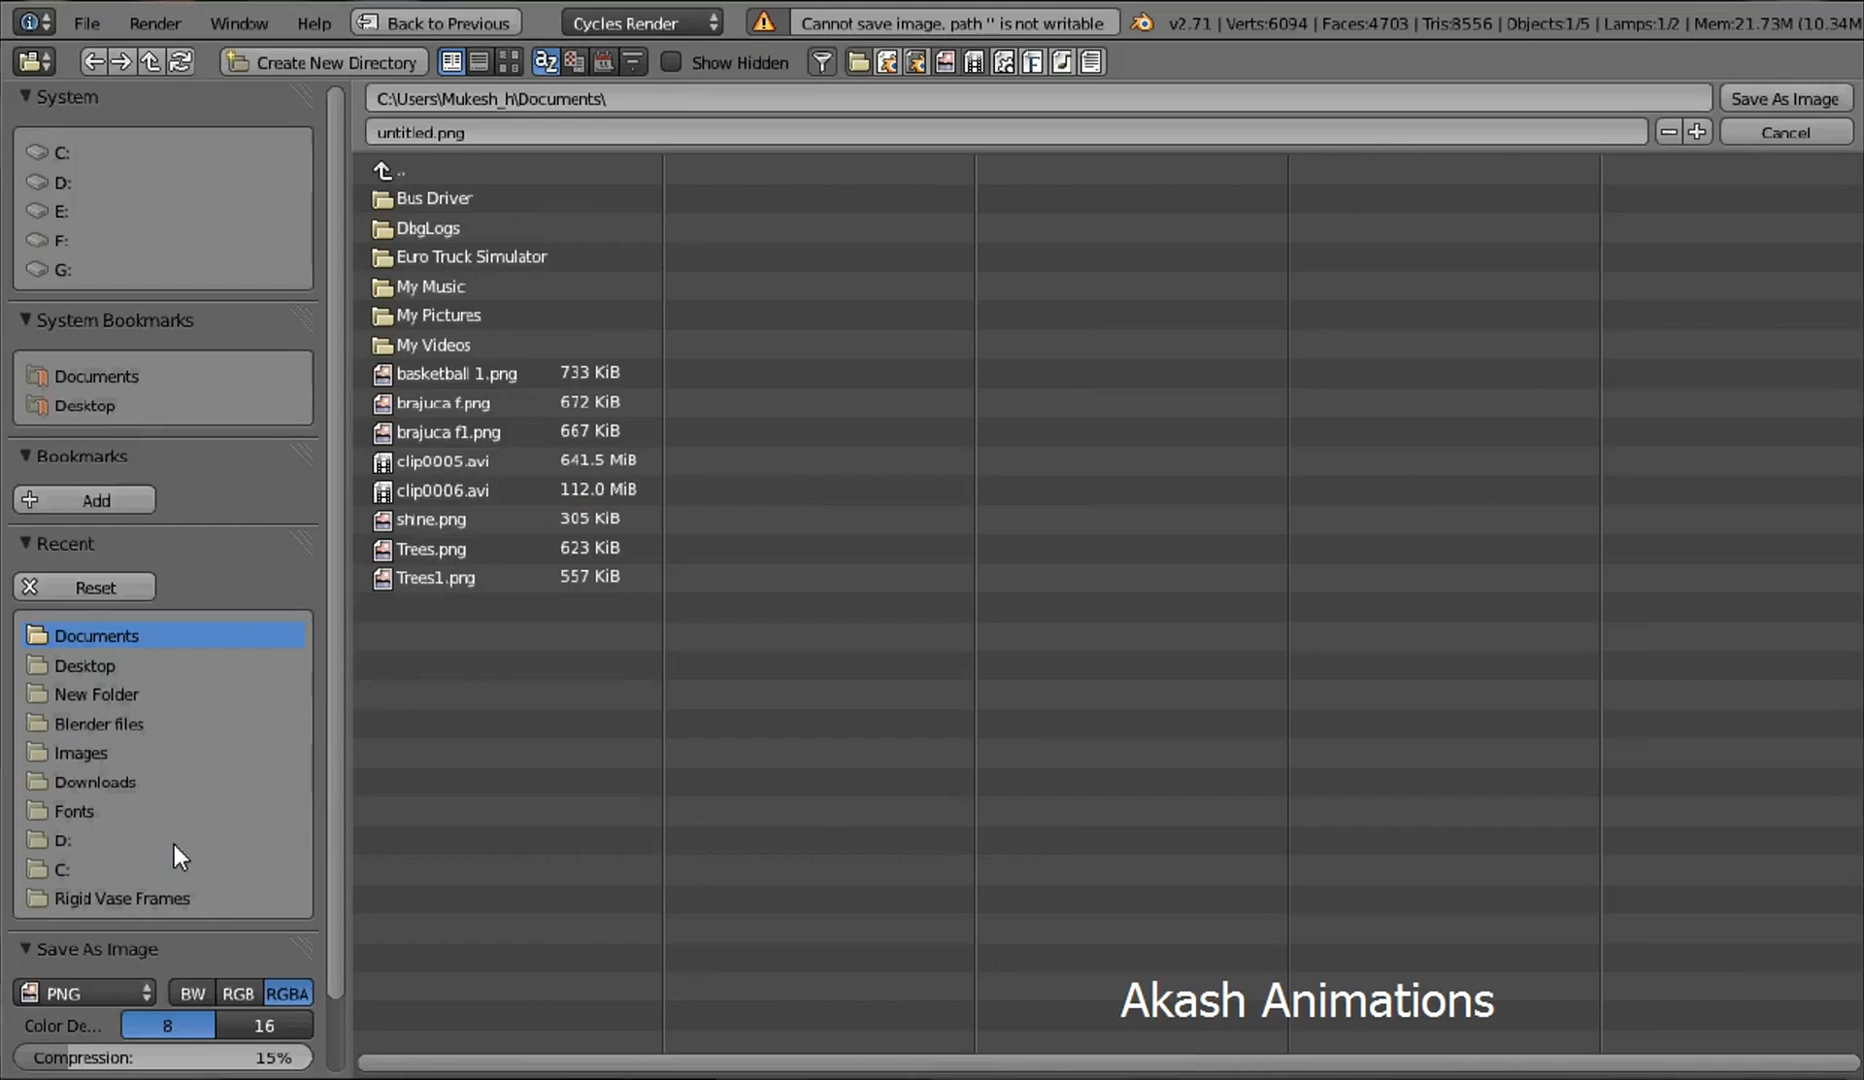 File Render Window Help Back to Previous Cycles Render Cannot save image, path '' is not writable v2.71 | Verts:6094 | Faces:4703 | Tris:8556 | Objects:1/5 | Lamps:1/2 | Mem:21.73M (10.34M
Create New Directory Show Hidden
System
C:
D:
E:
F:
G:
System Bookmarks
Documents
Desktop
Bookmarks
Add
Recent
Reset
Documents
Desktop
New Folder
Blender files
Images
Downloads
Fonts
D:
C:
Rigid Vase Frames
Save As Image
PNG BW RGB RGBA
Color De... 8 16
Compression: 15%
C:\Users\Mukesh_h\Documents\ Save As Image
untitled.png Cancel
..
Bus Driver
DbgLogs
Euro Truck Simulator
My Music
My Pictures
My Videos
basketball 1.png 733 KiB
brajuca f.png 672 KiB
brajuca f1.png 667 KiB
clip0005.avi 641.5 MiB
clip0006.avi 112.0 MiB
shine.png 305 KiB
Trees.png 623 KiB
Trees1.png 557 KiB
Akash Animations